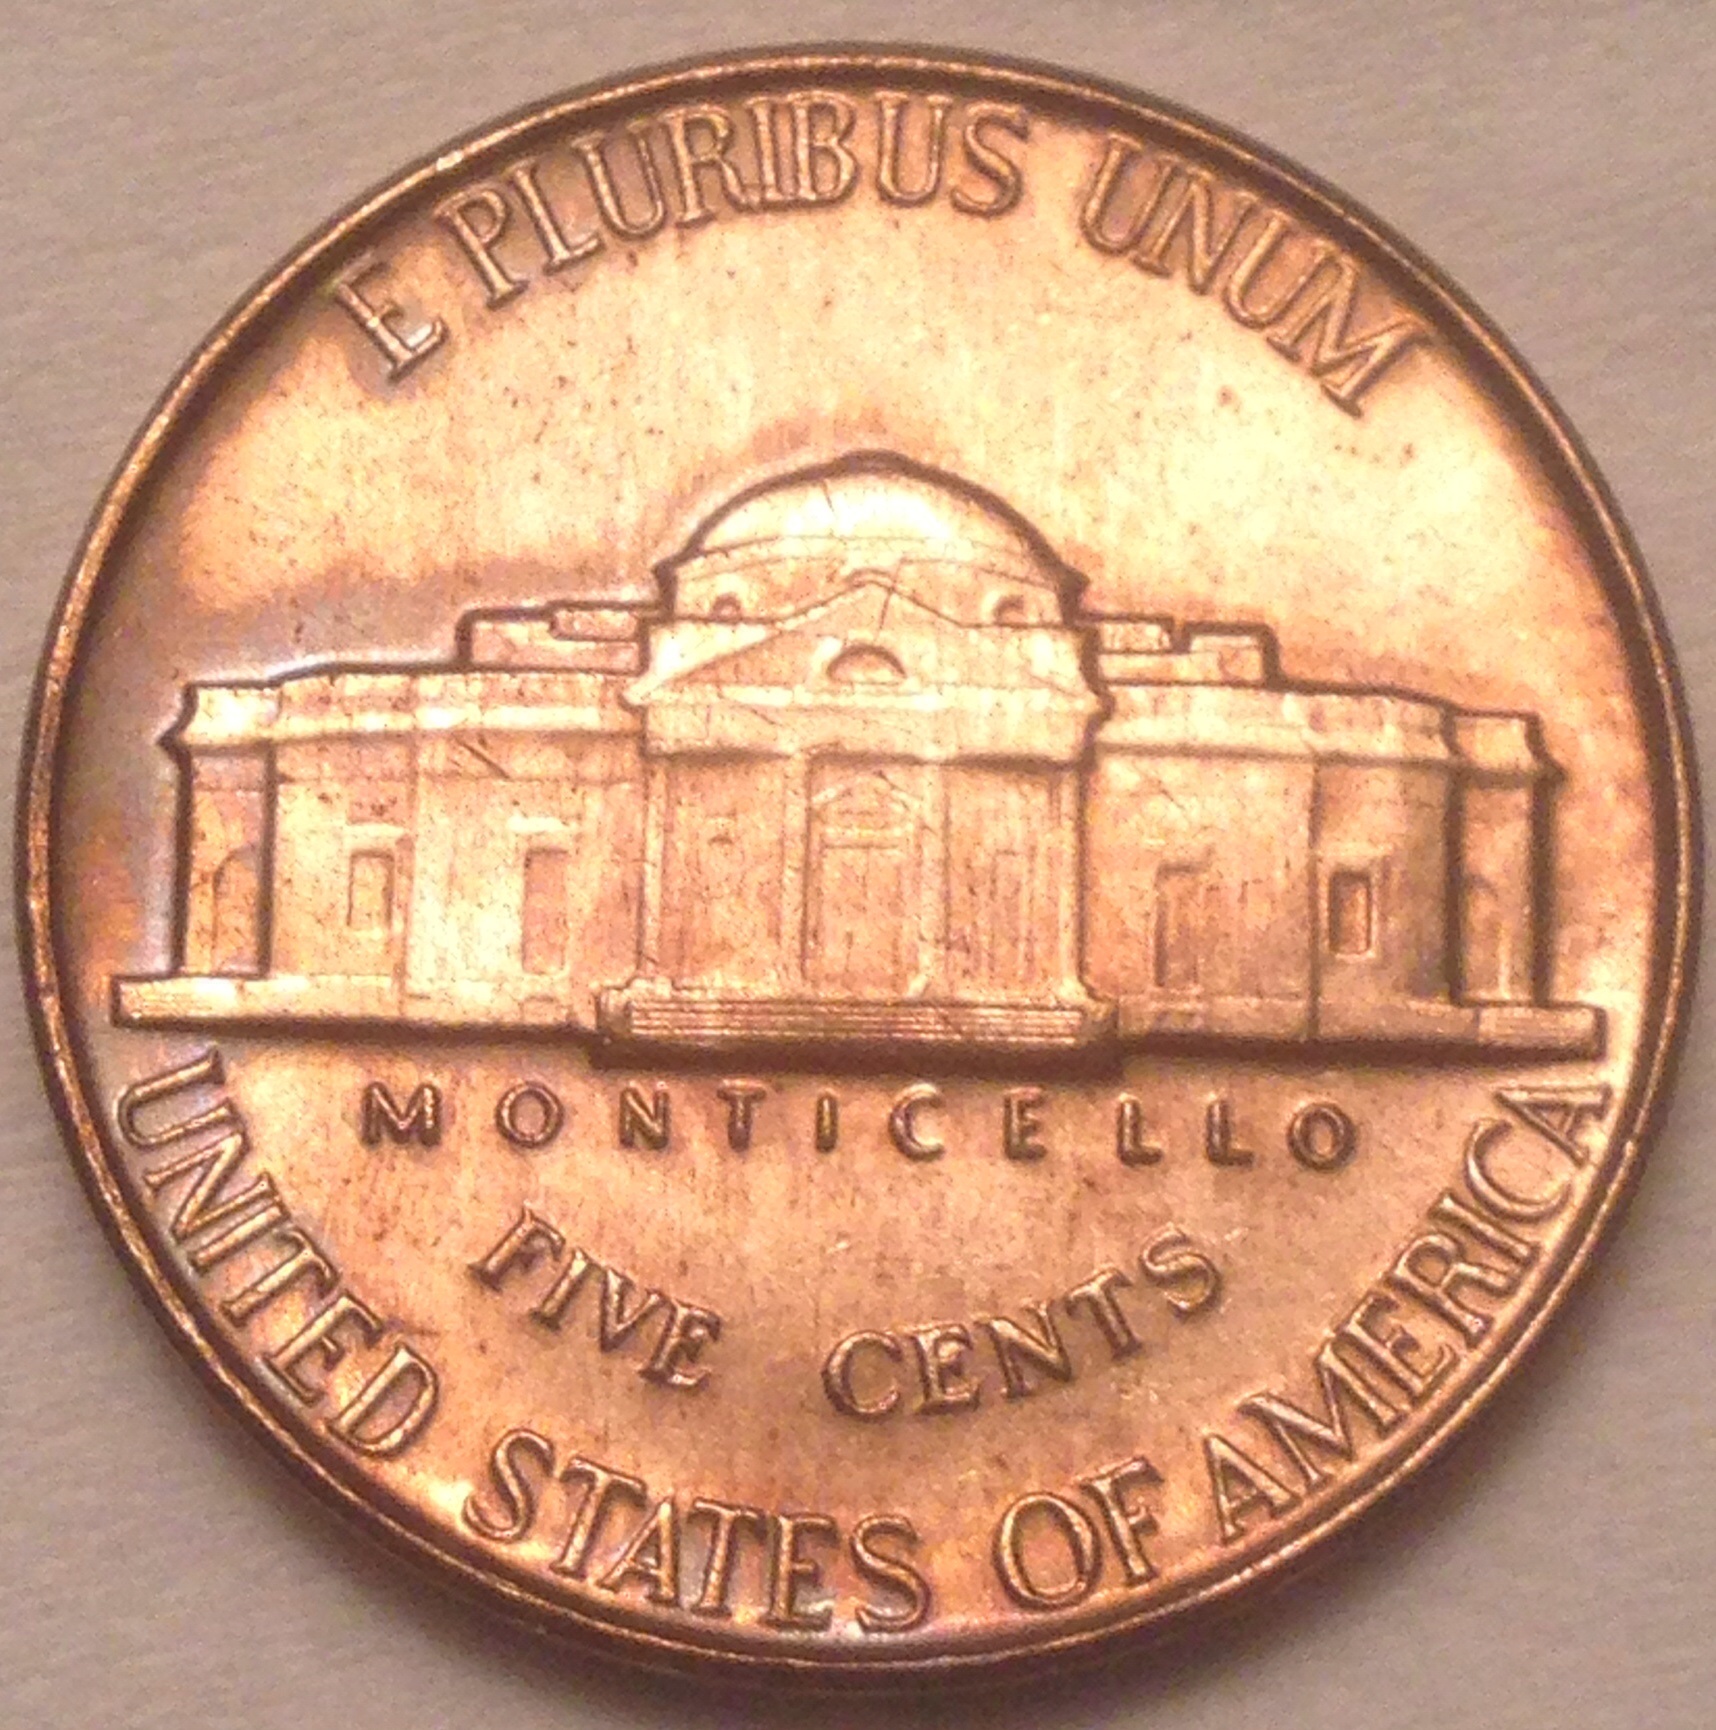 E PLURIBUS UNUM
MONTICELLO
FIVE CENTS
UNITED STATES OF AMERICA